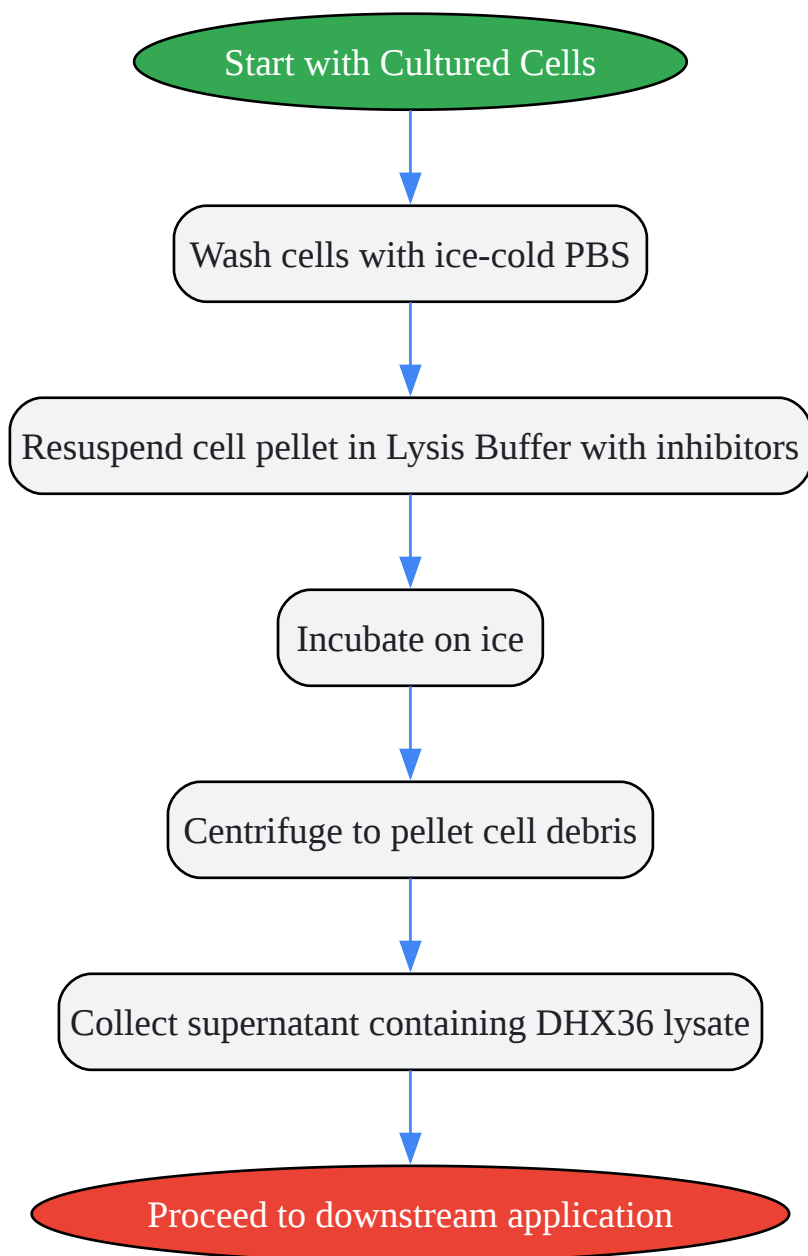 Start with Cultured Cells
Wash cells with ice-cold PBS
Resuspend cell pellet in Lysis Buffer with inhibitors
Incubate on ice
Centrifuge to pellet cell debris
Collect supernatant containing DHX36 lysate
Proceed to downstream application